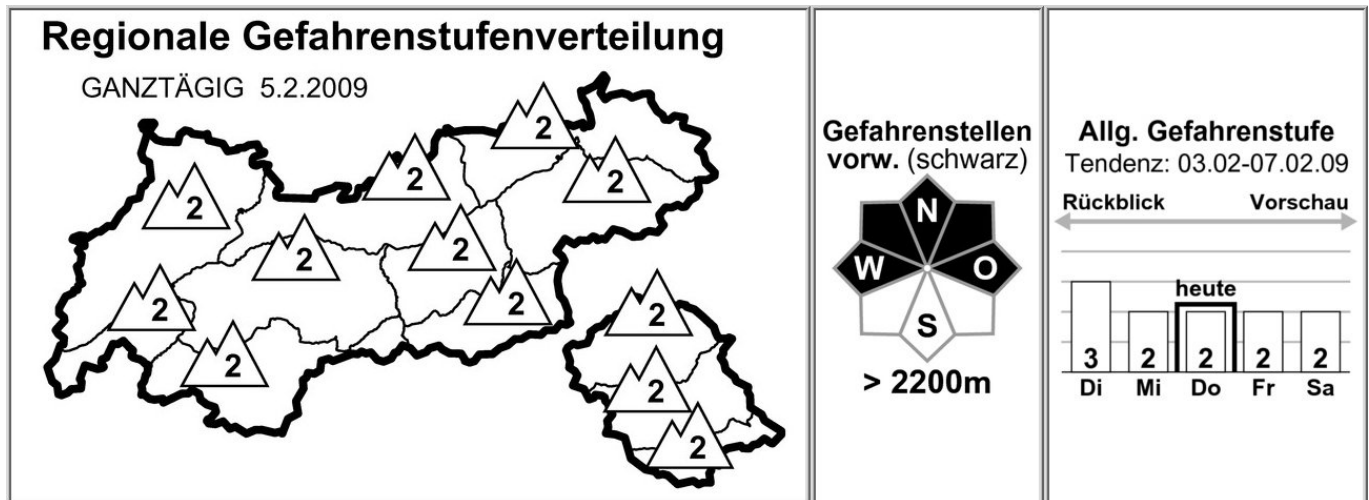 Regionale Gefahrenstufenverteilung
GANZTÄGIG 5.2.2009
2
2
2
2
2
2
2
2
2
2
2
2
2
Gefahrenstellen
vorw. (schwarz)
N
W O
S
> 2200m
Allg. Gefahrenstufe
Tendenz: 03.02-07.02.09
Rückblick Vorschau
heute
3 2 2 2 2
Di Mi Do Fr Sa